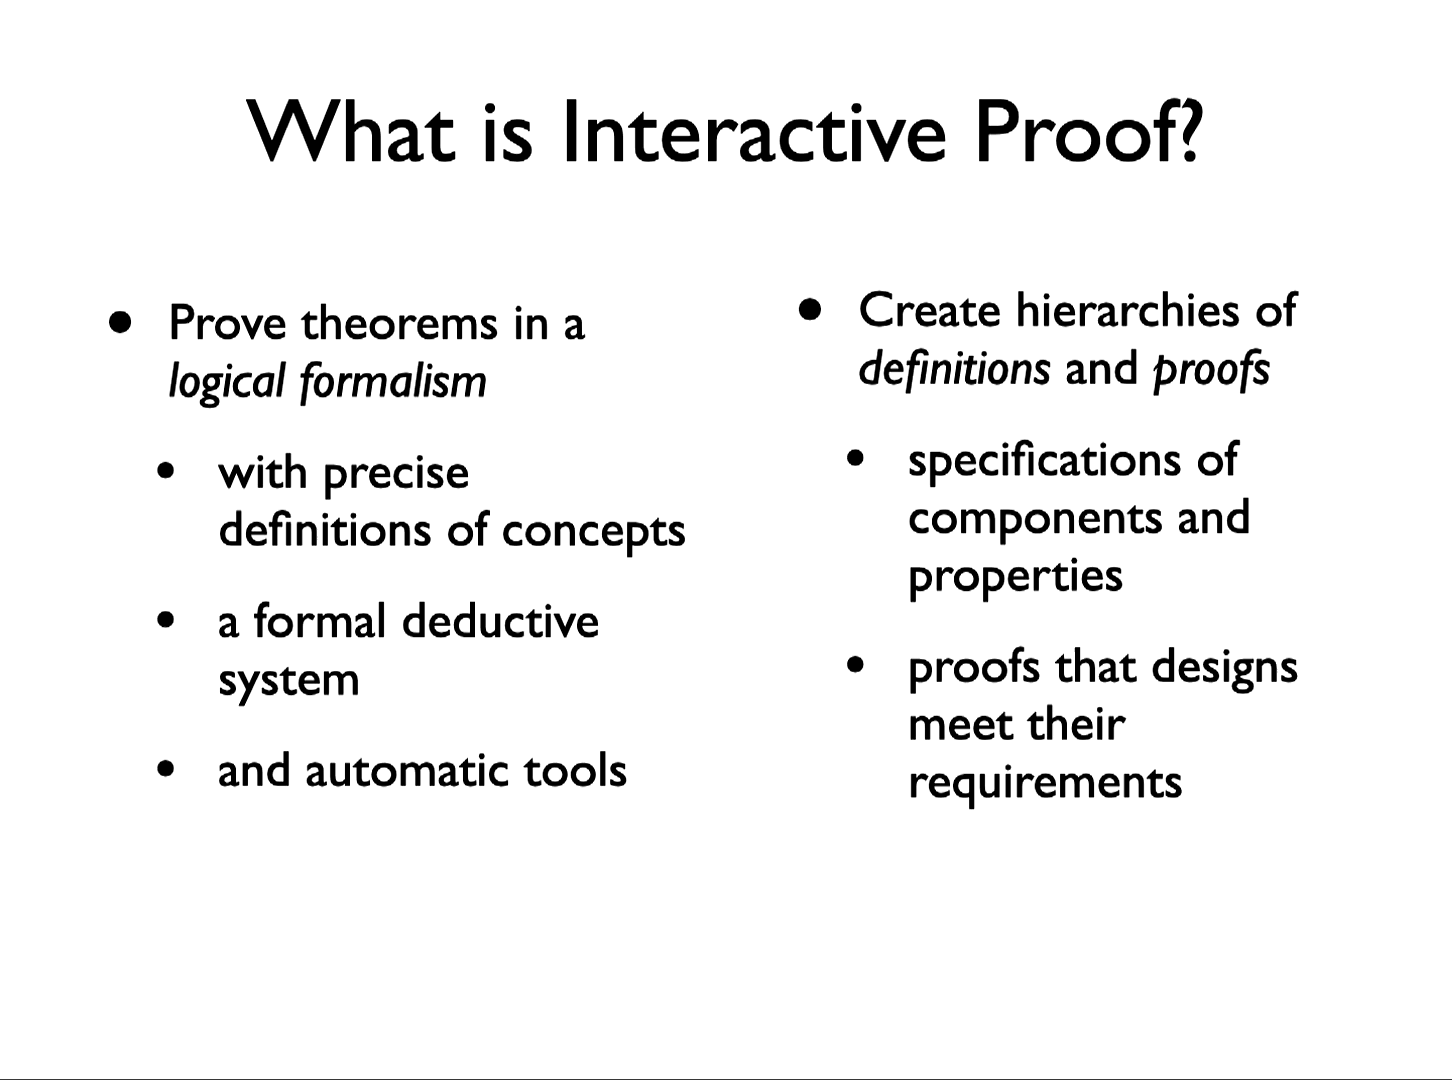 What is Interactive Proof?
• Prove theorems in a
logical formalism
• with precise
definitions of concepts
• a formal deductive
system
• and automatic tools
• Create hierarchies of
definitions and proofs
• specifications of
components and
properties
• proofs that designs
meet their
requirements